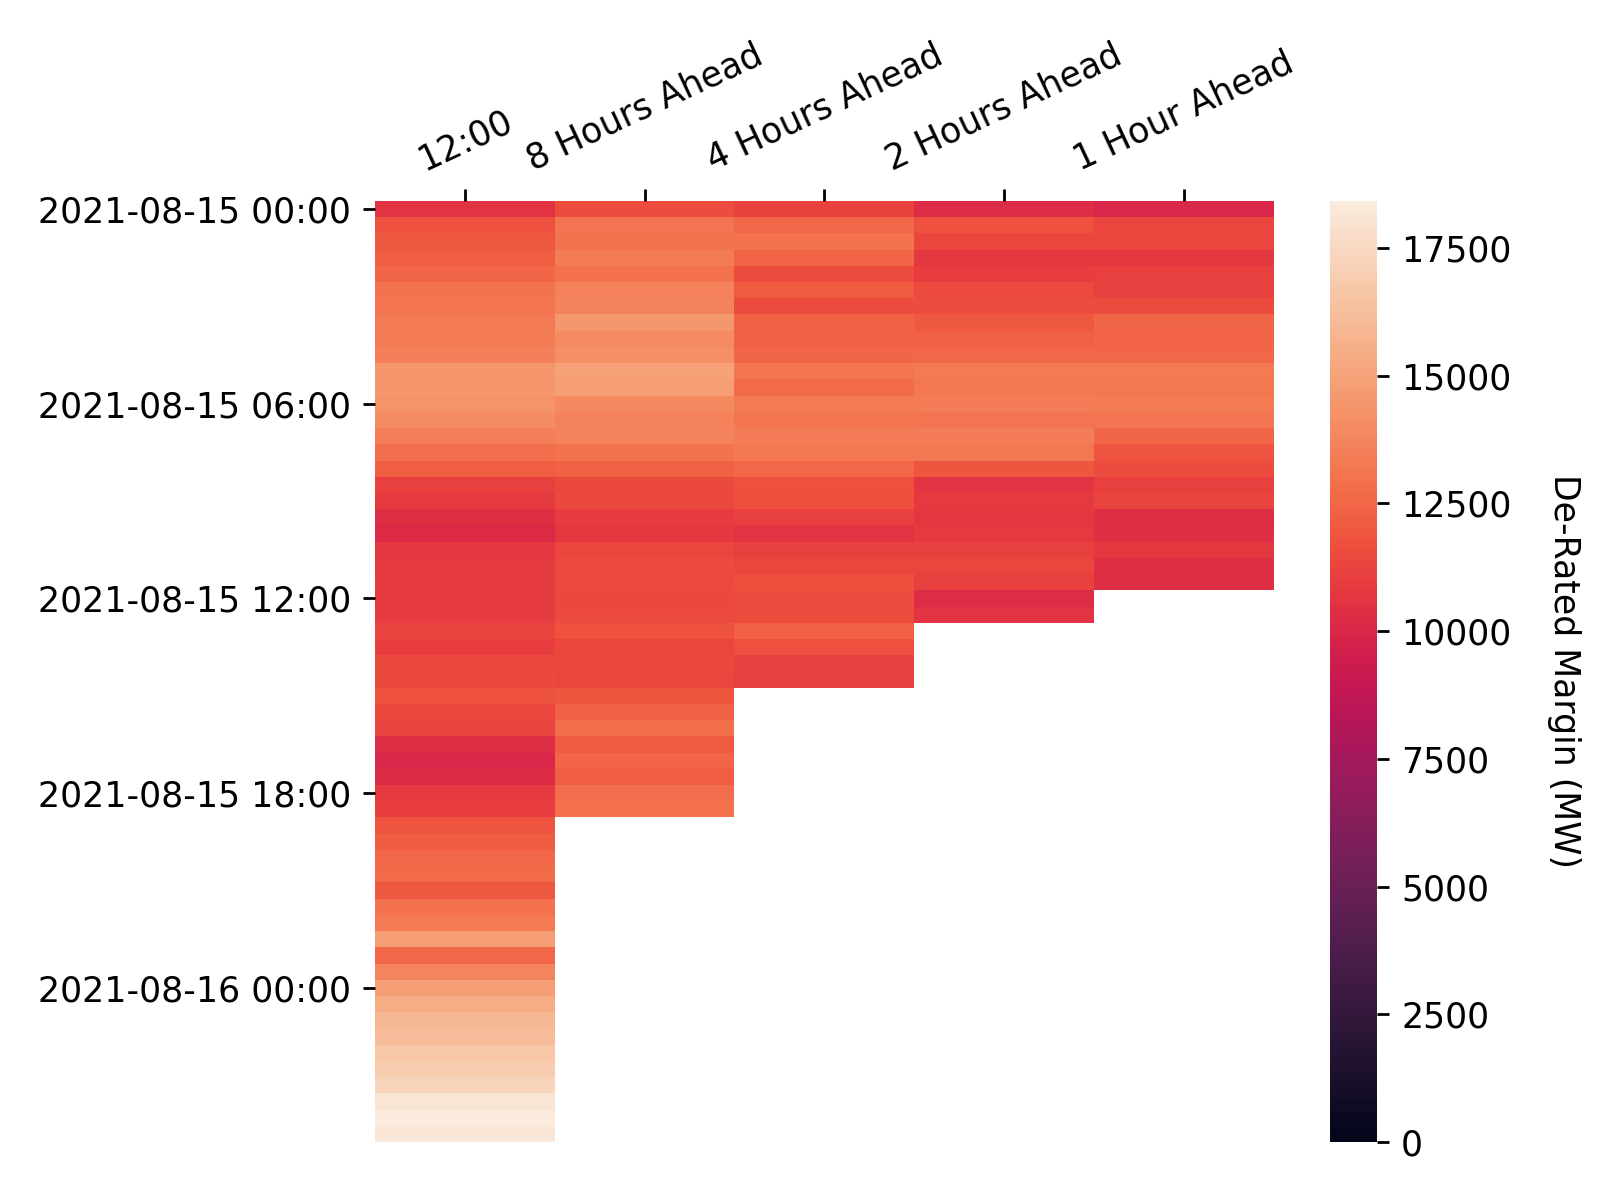 12:00
8 Hours Ahead
4 Hours Ahead
2 Hours Ahead
1 Hour Ahead
2021-08-15 00:00
2021-08-15 06:00
2021-08-15 12:00
2021-08-15 18:00
2021-08-16 00:00
17500
15000
12500
10000
7500
5000
2500
0
De-Rated Margin (MW)